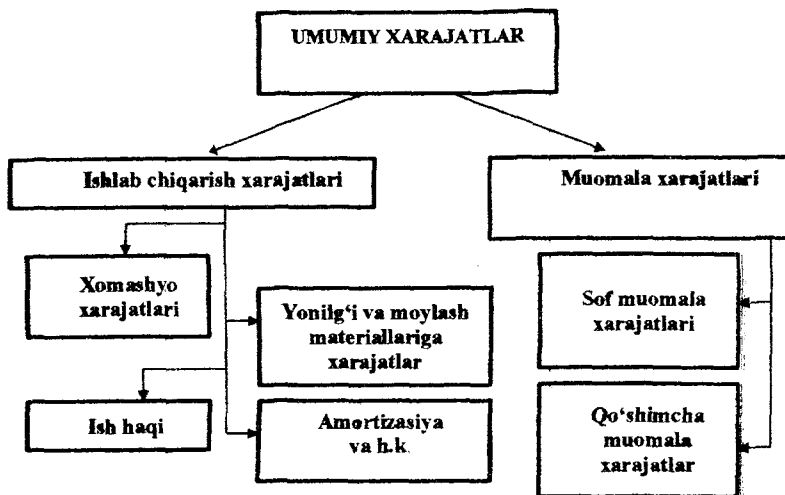 UMUMIY XARAJATLAR
Ishlab chiqarish xarajatlari
Muomala xarajatlari
Xomashyo
xarajatlari
Yonilg‘i va moylash
materiallariga
xarajatlar
Sof muomala
xarajatlari
Ish haqi
Amortizasiya
va h.k.
Qo‘shimcha
muomala
xarajatlar